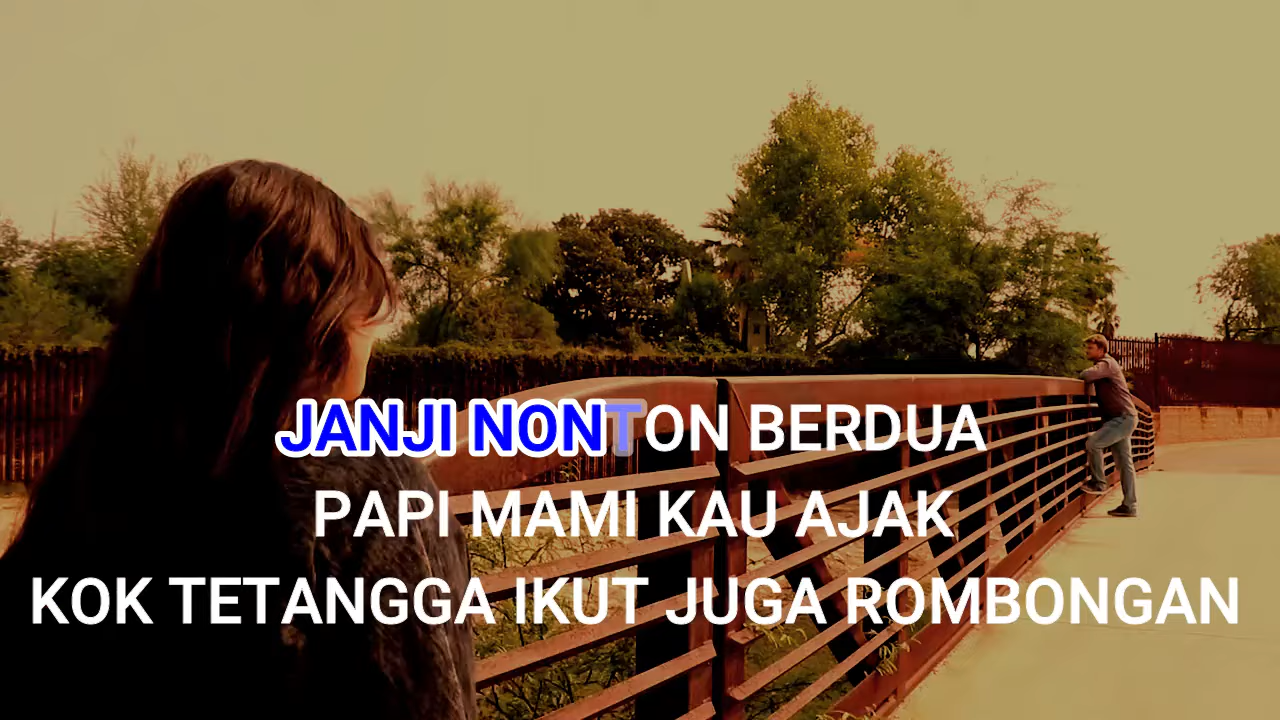 JANJI NONTON BERDUA
PAPI MAMI KAU AJAK
KOK TETANGGA IKUT JUGA ROMBONGAN